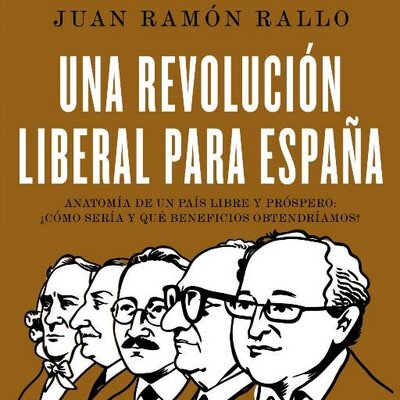 JUAN RAMÓN RALLO
UNA REVOLUCIÓN
LIBERAL PARA ESPAÑA
ANATOMÍA DE UN PAÍS LIBRE Y PRÓSPERO:
¿CÓMO SERÍA Y QUÉ BENEFICIOS OBTENDRÍAMOS?